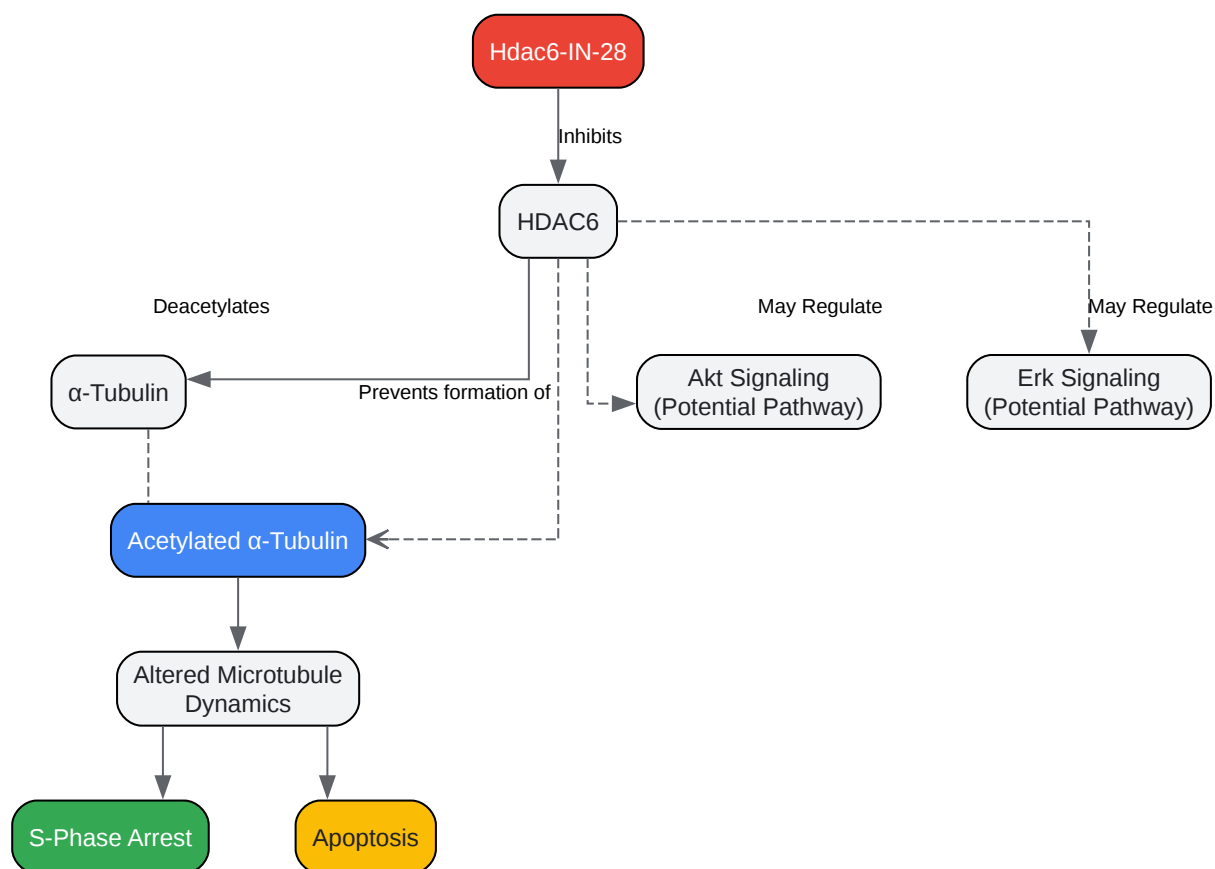 Hdac6-IN-28
Inhibits
HDAC6
Deacetylates
May Regulate
May Regulate
α-Tubulin
Prevents formation of
Akt Signaling
(Potential Pathway)
Erk Signaling
(Potential Pathway)
Acetylated α-Tubulin
Altered Microtubule
Dynamics
S-Phase Arrest
Apoptosis